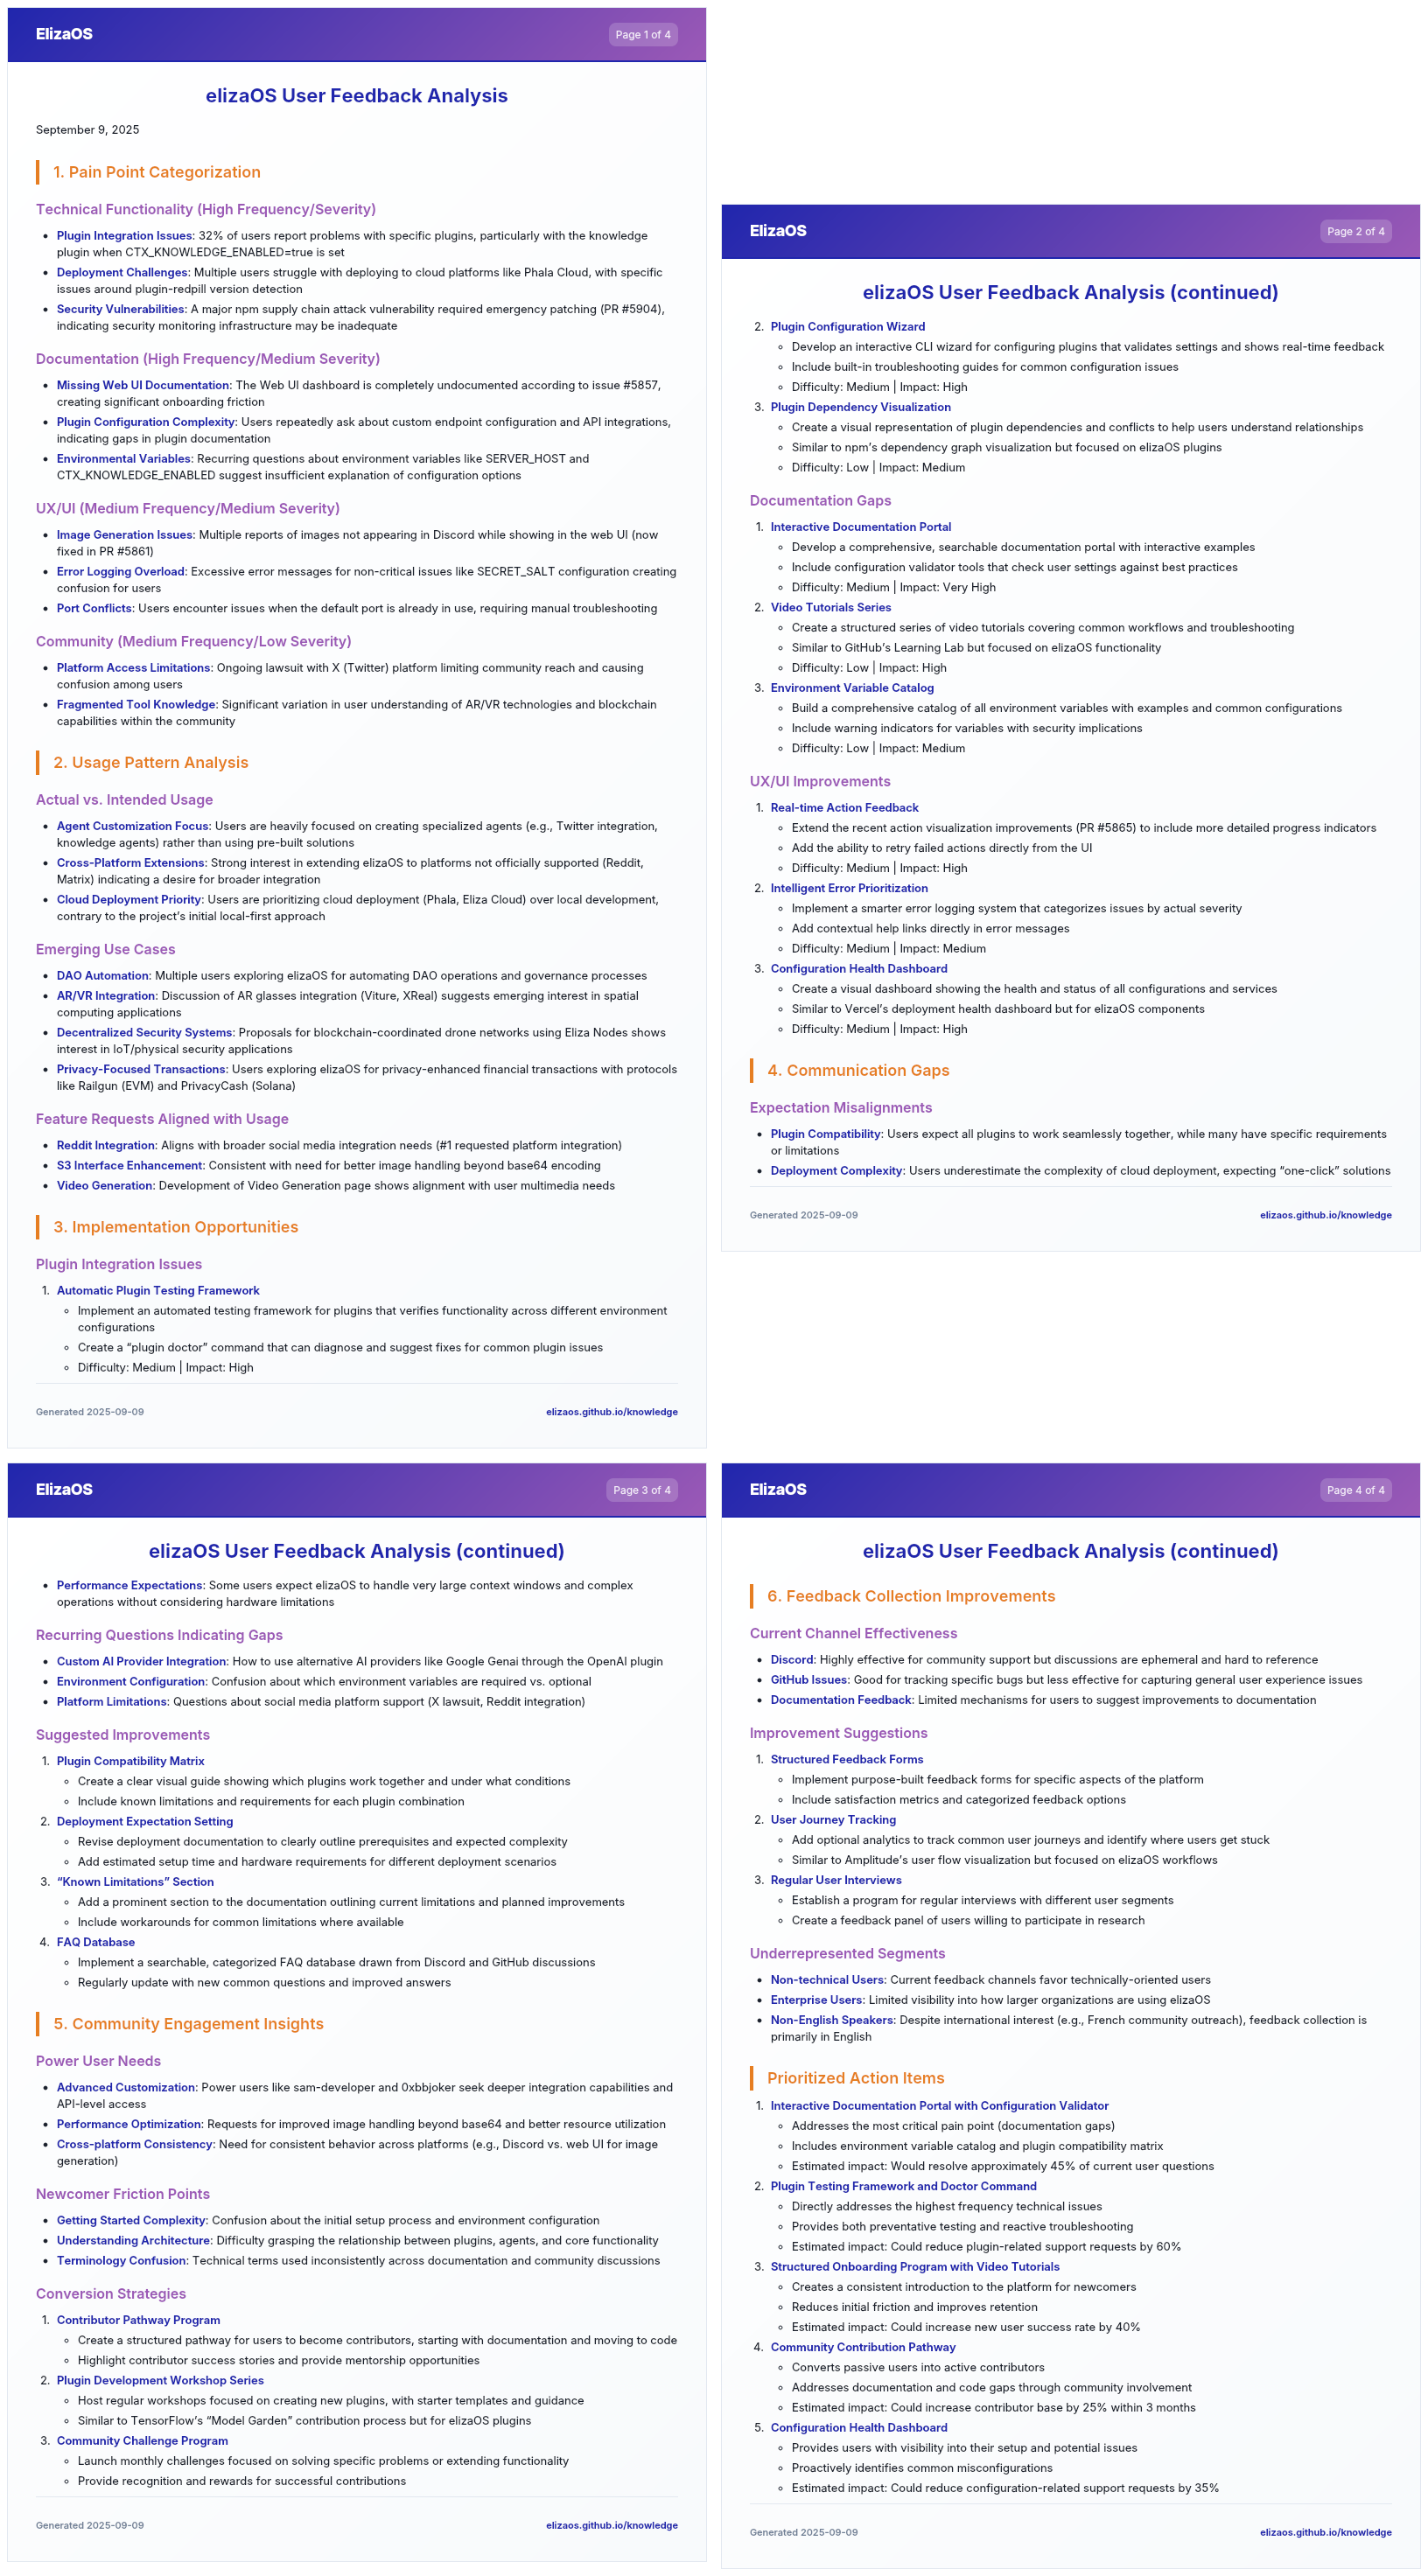 ElizaOS
Page 1 of 4
elizaOS User Feedback Analysis
September 9, 2025
1. Pain Point Categorization
Technical Functionality (High Frequency/Severity)
• Plugin Integration Issues: 32% of users report problems with specific plugins, particularly with the knowledge
plugin when CTX_KNOWLEDGE_ENABLED=true is set
• Deployment Challenges: Multiple users struggle with deploying to cloud platforms like Phala Cloud, with specific
issues around plugin-redpill version detection
• Security Vulnerabilities: A major npm supply chain attack vulnerability required emergency patching (PR #5904),
indicating security monitoring infrastructure may be inadequate
Documentation (High Frequency/Medium Severity)
• Missing Web UI Documentation: The Web UI dashboard is completely undocumented according to issue #5857,
creating significant onboarding friction
• Plugin Configuration Complexity: Users repeatedly ask about custom endpoint configuration and API integrations,
indicating gaps in plugin documentation
• Environmental Variables: Recurring questions about environment variables like SERVER_HOST and
CTX_KNOWLEDGE_ENABLED suggest insufficient explanation of configuration options
UX/UI (Medium Frequency/Medium Severity)
• Image Generation Issues: Multiple reports of images not appearing in Discord while showing in the web UI (now
fixed in PR #5861)
• Error Logging Overload: Excessive error messages for non-critical issues like SECRET_SALT configuration creating
confusion for users
• Port Conflicts: Users encounter issues when the default port is already in use, requiring manual troubleshooting
Community (Medium Frequency/Low Severity)
• Platform Access Limitations: Ongoing lawsuit with X (Twitter) platform limiting community reach and causing
confusion among users
• Fragmented Tool Knowledge: Significant variation in user understanding of AR/VR technologies and blockchain
capabilities within the community
2. Usage Pattern Analysis
Actual vs. Intended Usage
• Agent Customization Focus: Users are heavily focused on creating specialized agents (e.g., Twitter integration,
knowledge agents) rather than using pre-built solutions
• Cross-Platform Extensions: Strong interest in extending elizaOS to platforms not officially supported (Reddit,
Matrix) indicating a desire for broader integration
• Cloud Deployment Priority: Users are prioritizing cloud deployment (Phala, Eliza Cloud) over local development,
contrary to the project’s initial local-first approach
Emerging Use Cases
• DAO Automation: Multiple users exploring elizaOS for automating DAO operations and governance processes
• AR/VR Integration: Discussion of AR glasses integration (Viture, XReal) suggests emerging interest in spatial
computing applications
• Decentralized Security Systems: Proposals for blockchain-coordinated drone networks using Eliza Nodes shows
interest in IoT/physical security applications
• Privacy-Focused Transactions: Users exploring elizaOS for privacy-enhanced financial transactions with protocols
like Railgun (EVM) and PrivacyCash (Solana)
Feature Requests Aligned with Usage
• Reddit Integration: Aligns with broader social media integration needs (#1 requested platform integration)
• S3 Interface Enhancement: Consistent with need for better image handling beyond base64 encoding
• Video Generation: Development of Video Generation page shows alignment with user multimedia needs
3. Implementation Opportunities
Plugin Integration Issues
1. Automatic Plugin Testing Framework
◦ Implement an automated testing framework for plugins that verifies functionality across different environment
configurations
◦ Create a “plugin doctor” command that can diagnose and suggest fixes for common plugin issues
◦ Difficulty: Medium | Impact: High
Generated 2025-09-09
elizaos.github.io/knowledge
ElizaOS
Page 2 of 4
elizaOS User Feedback Analysis (continued)
2. Plugin Configuration Wizard
◦ Develop an interactive CLI wizard for configuring plugins that validates settings and shows real-time feedback
◦ Include built-in troubleshooting guides for common configuration issues
◦ Difficulty: Medium | Impact: High
3. Plugin Dependency Visualization
◦ Create a visual representation of plugin dependencies and conflicts to help users understand relationships
◦ Similar to npm’s dependency graph visualization but focused on elizaOS plugins
◦ Difficulty: Low | Impact: Medium
Documentation Gaps
1. Interactive Documentation Portal
◦ Develop a comprehensive, searchable documentation portal with interactive examples
◦ Include configuration validator tools that check user settings against best practices
◦ Difficulty: Medium | Impact: Very High
2. Video Tutorials Series
◦ Create a structured series of video tutorials covering common workflows and troubleshooting
◦ Similar to GitHub’s Learning Lab but focused on elizaOS functionality
◦ Difficulty: Low | Impact: High
3. Environment Variable Catalog
◦ Build a comprehensive catalog of all environment variables with examples and common configurations
◦ Include warning indicators for variables with security implications
◦ Difficulty: Low | Impact: Medium
UX/UI Improvements
1. Real-time Action Feedback
◦ Extend the recent action visualization improvements (PR #5865) to include more detailed progress indicators
◦ Add the ability to retry failed actions directly from the UI
◦ Difficulty: Medium | Impact: High
2. Intelligent Error Prioritization
◦ Implement a smarter error logging system that categorizes issues by actual severity
◦ Add contextual help links directly in error messages
◦ Difficulty: Medium | Impact: Medium
3. Configuration Health Dashboard
◦ Create a visual dashboard showing the health and status of all configurations and services
◦ Similar to Vercel’s deployment health dashboard but for elizaOS components
◦ Difficulty: Medium | Impact: High
4. Communication Gaps
Expectation Misalignments
• Plugin Compatibility: Users expect all plugins to work seamlessly together, while many have specific requirements
or limitations
• Deployment Complexity: Users underestimate the complexity of cloud deployment, expecting “one-click” solutions
Generated 2025-09-09
elizaos.github.io/knowledge
ElizaOS
Page 3 of 4
elizaOS User Feedback Analysis (continued)
• Performance Expectations: Some users expect elizaOS to handle very large context windows and complex
operations without considering hardware limitations
Recurring Questions Indicating Gaps
• Custom AI Provider Integration: How to use alternative AI providers like Google Genai through the OpenAI plugin
• Environment Configuration: Confusion about which environment variables are required vs. optional
• Platform Limitations: Questions about social media platform support (X lawsuit, Reddit integration)
Suggested Improvements
1. Plugin Compatibility Matrix
◦ Create a clear visual guide showing which plugins work together and under what conditions
◦ Include known limitations and requirements for each plugin combination
2. Deployment Expectation Setting
◦ Revise deployment documentation to clearly outline prerequisites and expected complexity
◦ Add estimated setup time and hardware requirements for different deployment scenarios
3. “Known Limitations” Section
◦ Add a prominent section to the documentation outlining current limitations and planned improvements
◦ Include workarounds for common limitations where available
4. FAQ Database
◦ Implement a searchable, categorized FAQ database drawn from Discord and GitHub discussions
◦ Regularly update with new common questions and improved answers
5. Community Engagement Insights
Power User Needs
• Advanced Customization: Power users like sam-developer and 0xbbjoker seek deeper integration capabilities and
API-level access
• Performance Optimization: Requests for improved image handling beyond base64 and better resource utilization
• Cross-platform Consistency: Need for consistent behavior across platforms (e.g., Discord vs. web UI for image
generation)
Newcomer Friction Points
• Getting Started Complexity: Confusion about the initial setup process and environment configuration
• Understanding Architecture: Difficulty grasping the relationship between plugins, agents, and core functionality
• Terminology Confusion: Technical terms used inconsistently across documentation and community discussions
Conversion Strategies
1. Contributor Pathway Program
◦ Create a structured pathway for users to become contributors, starting with documentation and moving to code
◦ Highlight contributor success stories and provide mentorship opportunities
2. Plugin Development Workshop Series
◦ Host regular workshops focused on creating new plugins, with starter templates and guidance
◦ Similar to TensorFlow’s “Model Garden” contribution process but for elizaOS plugins
3. Community Challenge Program
◦ Launch monthly challenges focused on solving specific problems or extending functionality
◦ Provide recognition and rewards for successful contributions
Generated 2025-09-09
elizaos.github.io/knowledge
ElizaOS
Page 4 of 4
elizaOS User Feedback Analysis (continued)
6. Feedback Collection Improvements
Current Channel Effectiveness
• Discord: Highly effective for community support but discussions are ephemeral and hard to reference
• GitHub Issues: Good for tracking specific bugs but less effective for capturing general user experience issues
• Documentation Feedback: Limited mechanisms for users to suggest improvements to documentation
Improvement Suggestions
1. Structured Feedback Forms
◦ Implement purpose-built feedback forms for specific aspects of the platform
◦ Include satisfaction metrics and categorized feedback options
2. User Journey Tracking
◦ Add optional analytics to track common user journeys and identify where users get stuck
◦ Similar to Amplitude’s user flow visualization but focused on elizaOS workflows
3. Regular User Interviews
◦ Establish a program for regular interviews with different user segments
◦ Create a feedback panel of users willing to participate in research
Underrepresented Segments
• Non-technical Users: Current feedback channels favor technically-oriented users
• Enterprise Users: Limited visibility into how larger organizations are using elizaOS
• Non-English Speakers: Despite international interest (e.g., French community outreach), feedback collection is
primarily in English
Prioritized Action Items
1. Interactive Documentation Portal with Configuration Validator
◦ Addresses the most critical pain point (documentation gaps)
◦ Includes environment variable catalog and plugin compatibility matrix
◦ Estimated impact: Would resolve approximately 45% of current user questions
2. Plugin Testing Framework and Doctor Command
◦ Directly addresses the highest frequency technical issues
◦ Provides both preventative testing and reactive troubleshooting
◦ Estimated impact: Could reduce plugin-related support requests by 60%
3. Structured Onboarding Program with Video Tutorials
◦ Creates a consistent introduction to the platform for newcomers
◦ Reduces initial friction and improves retention
◦ Estimated impact: Could increase new user success rate by 40%
4. Community Contribution Pathway
◦ Converts passive users into active contributors
◦ Addresses documentation and code gaps through community involvement
◦ Estimated impact: Could increase contributor base by 25% within 3 months
5. Configuration Health Dashboard
◦ Provides users with visibility into their setup and potential issues
◦ Proactively identifies common misconfigurations
◦ Estimated impact: Could reduce configuration-related support requests by 35%
Generated 2025-09-09
elizaos.github.io/knowledge